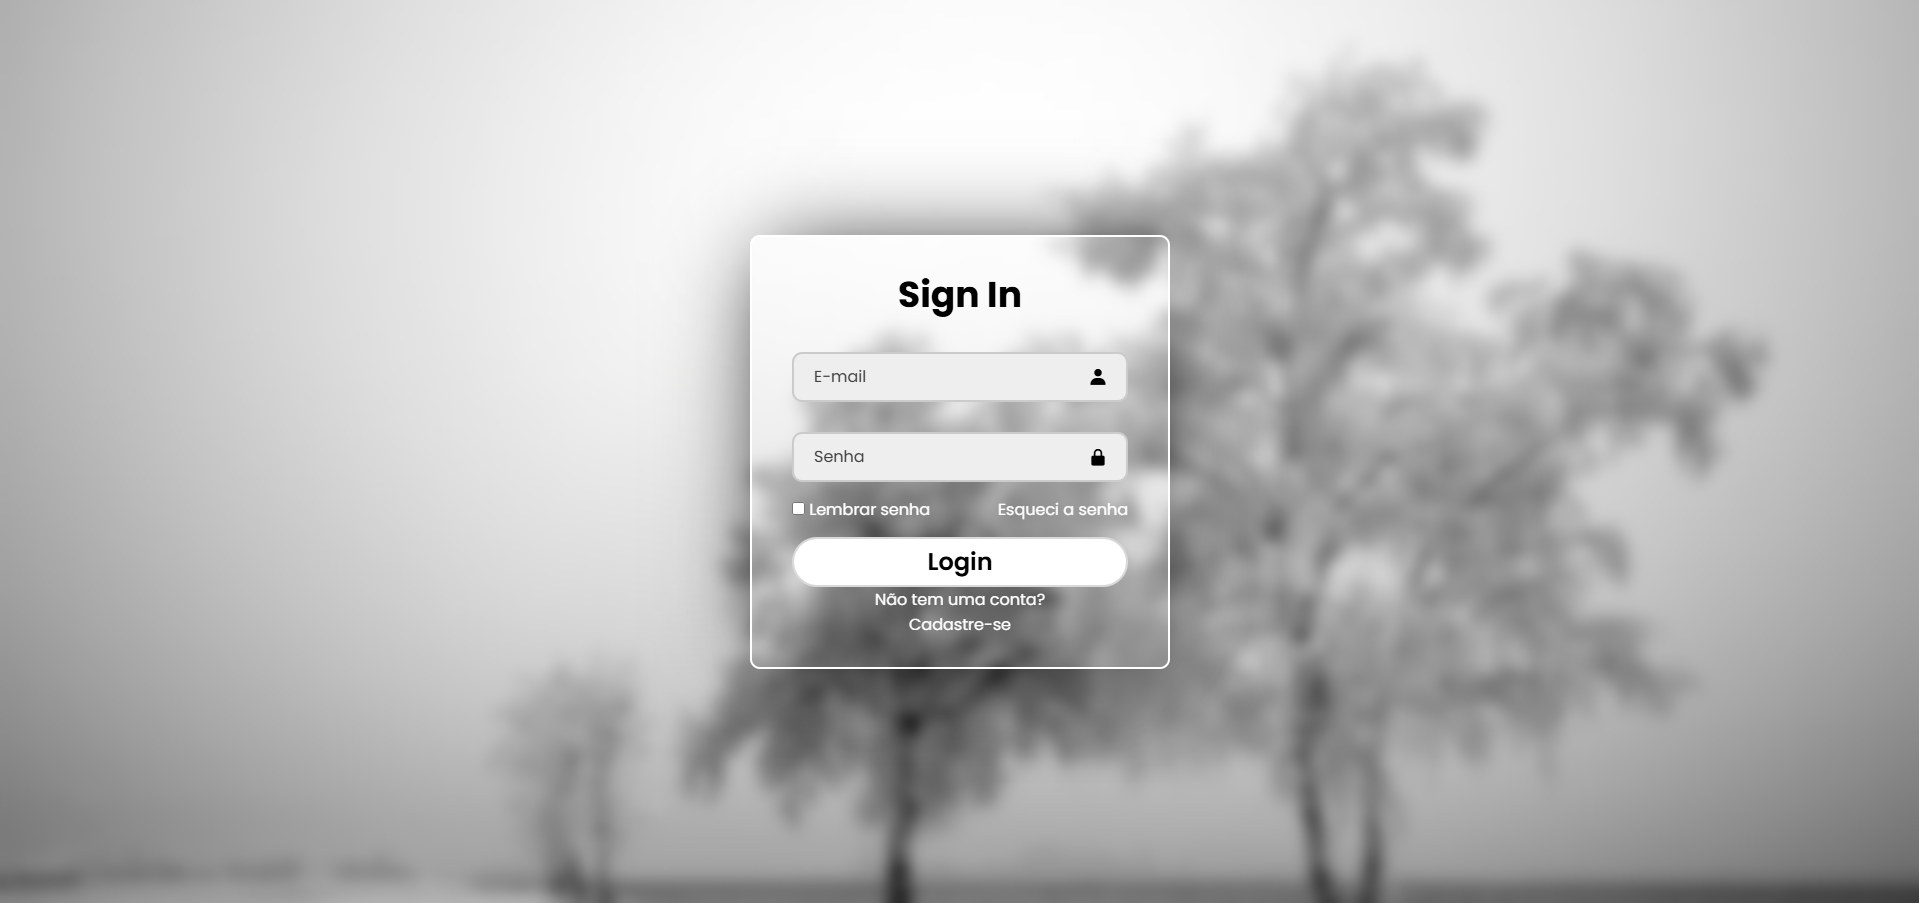 Sign In
E-mail
Senha
Lembrar senha Esqueci a senha
Login
Não tem uma conta?
Cadastre-se